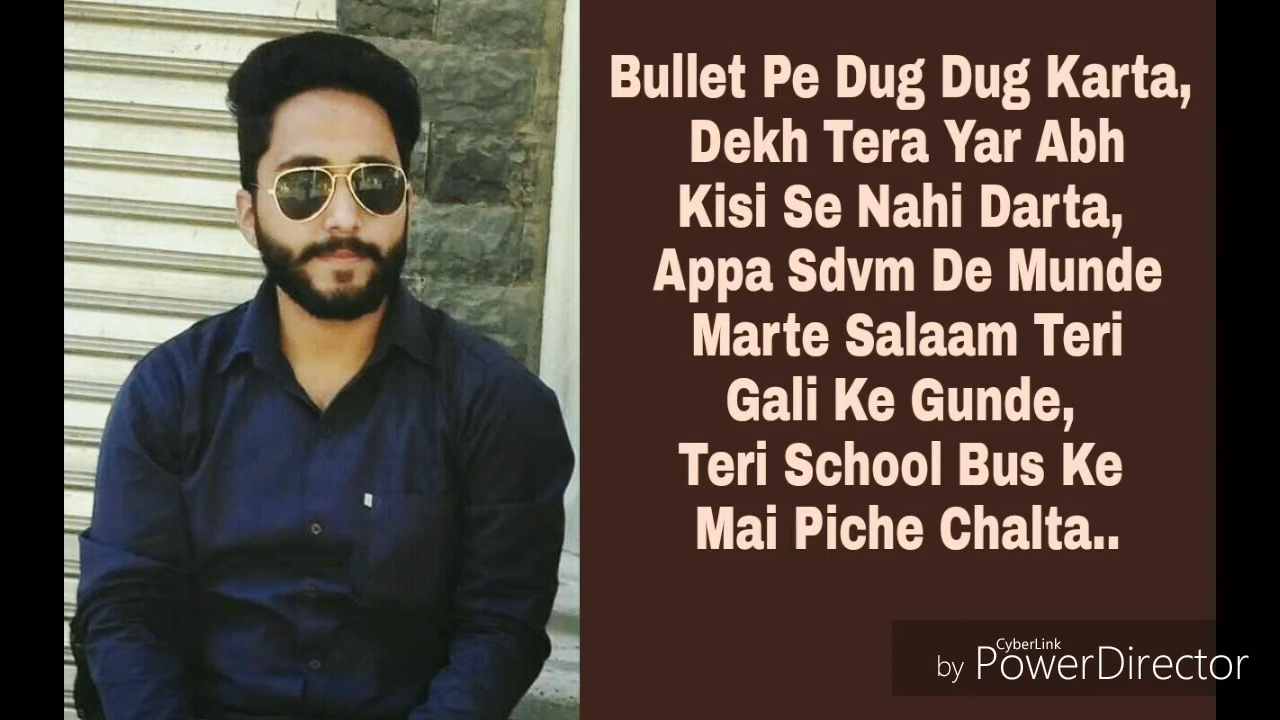 Bullet Pe Dug Dug Karta,
Dekh Tera Yar Abh
Kisi Se Nahi Darta,
Appa Sdvm De Munde
Marte Salaam Teri
Gali Ke Gunde,
Teri School Bus Ke
Mai Piche Chalta..
CyberLink
by PowerDirector